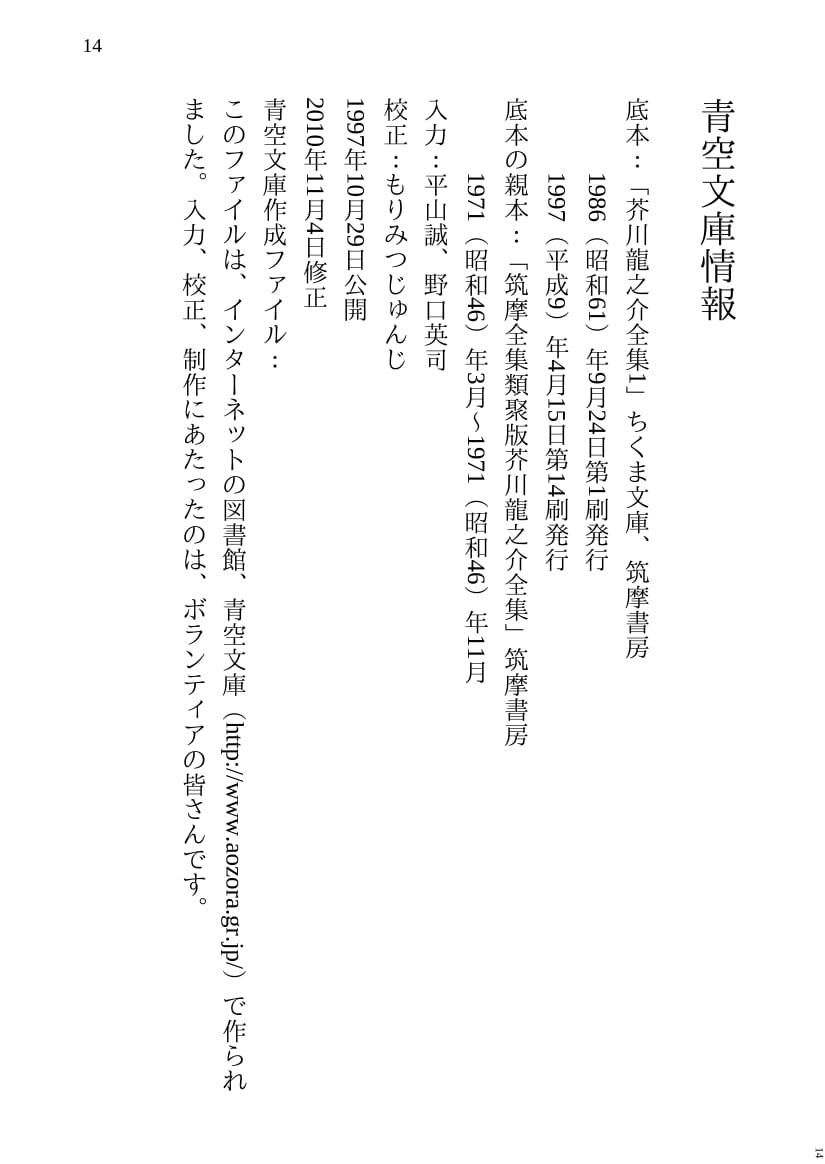 14
青空文庫情報
底本：「芥川龍之介全集1」ちくま文庫、筑摩書房
1986（昭和61）年9月24日第1刷発行
1997（平成9）年4月15日第14刷発行
底本の親本：「筑摩全集類聚版芥川龍之介全集」筑摩書房
1971（昭和46）年3月～1971（昭和46）年11月
入力：平山誠、野口英司
校正：もりみつじゅんじ
1997年10月29日公開
2010年11月4日修正
青空文庫作成ファイル：
このファイルは、インターネットの図書館、青空文庫（http://www.aozora.gr.jp/）で作られ
ました。入力、校正、制作にあたったのは、ボランティアの皆さんです。
14